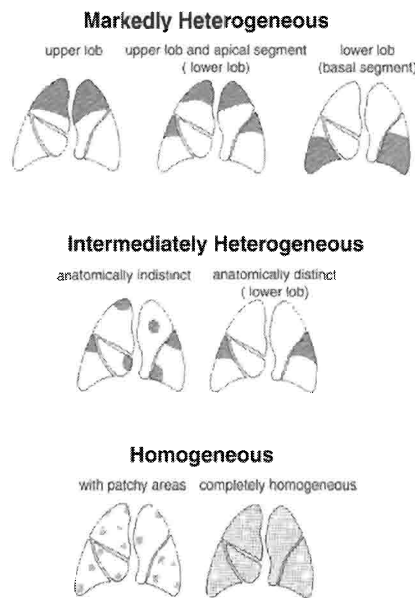 Markedly Heterogeneous
upper lob
upper lob and apical segment
( lower lob)
lower lob
(basal segment)
Intermediately Heterogeneous
anatomically indistinct
anatomically distinct
( lower lob)
Homogeneous
with patchy areas
completely homogeneous